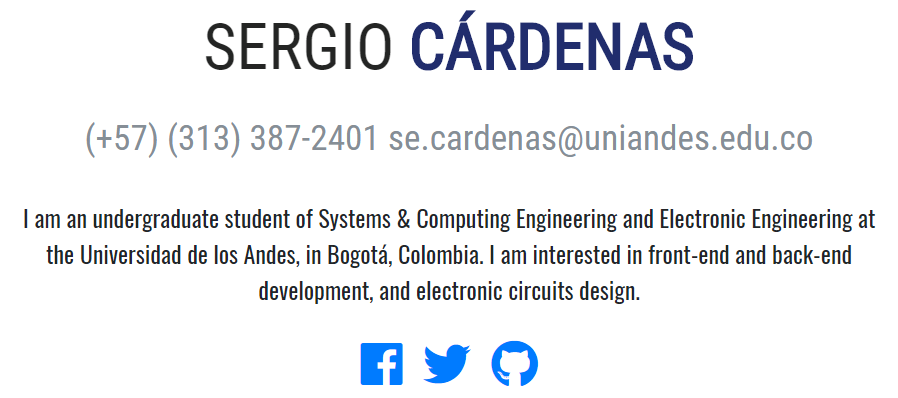 SERGIO CÁRDENAS
(+57) (313) 387-2401 se.cardenas@uniandes.edu.co
I am an undergraduate student of Systems & Computing Engineering and Electronic Engineering at
the Universidad de los Andes, in Bogotá, Colombia. I am interested in front-end and back-end
development, and electronic circuits design.